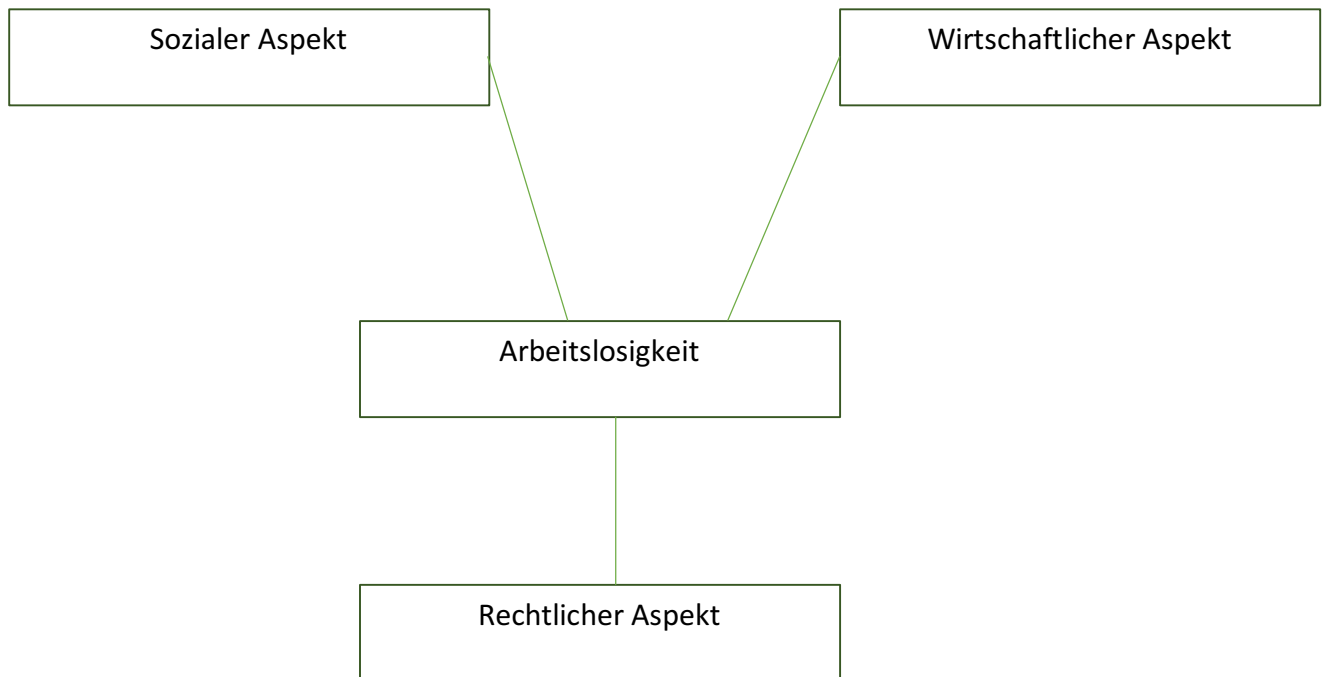 Sozialer Aspekt
Wirtschaftlicher Aspekt
Arbeitslosigkeit
Rechtlicher Aspekt